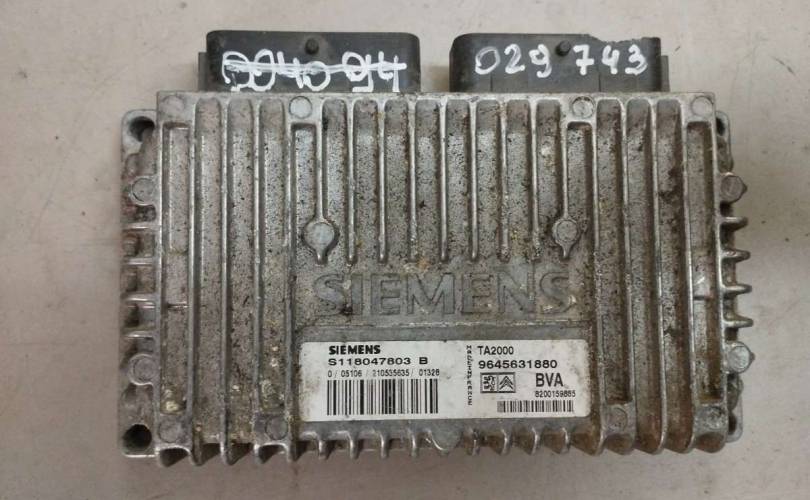 029 743
SIEMENS
SIEMENS
S118047803 B
0 / 05106 / 210535635 / 01328
TA2000
9645631880
BVA
8200159885